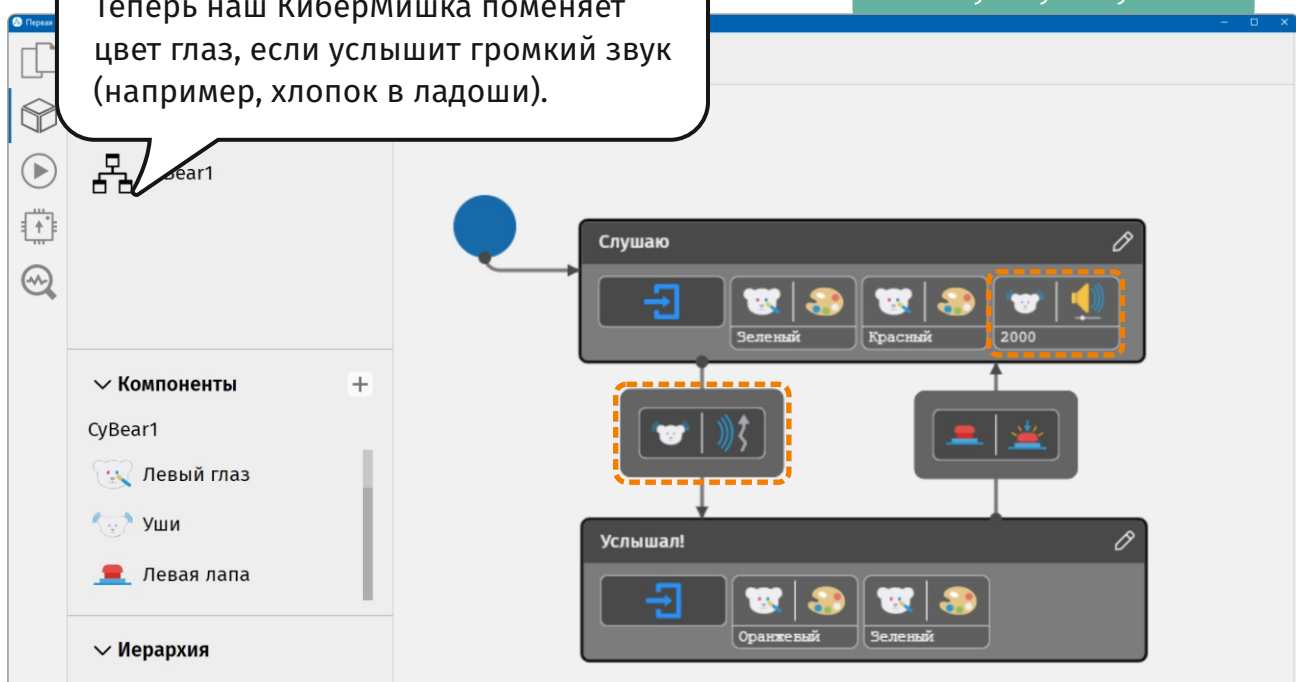 Теперь наш КиберМишка поменяет
цвет глаз, если услышит громкий звук
(например, хлопок в ладоши).
Первая
Слушаю
Зеленый
Красный
2000
Компоненты
CyBear1
Левый глаз
Уши
Левая лапа
Услышал!
Оранжевый
Зеленый
Иерархия